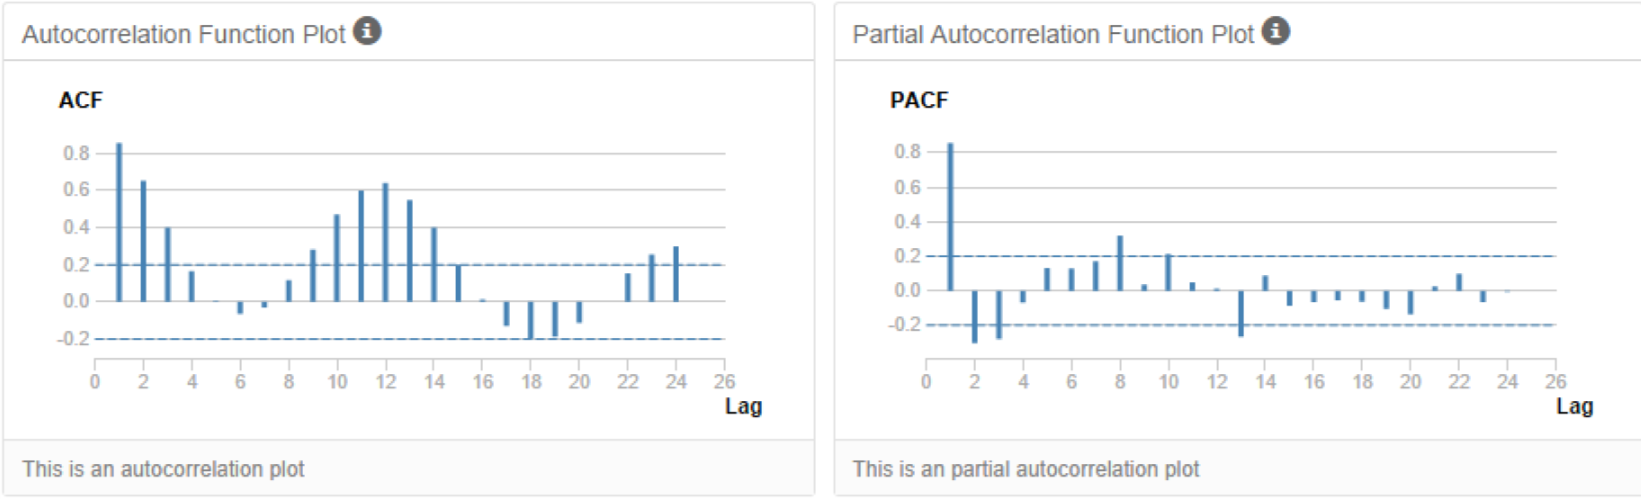 Autocorrelation Function Plot
ACF
0.8
0.6
0.4
0.2
0.0
-0.2
0 2 4 6 8 10 12 14 16 18 20 22 24 26
Lag
This is an autocorrelation plot
Partial Autocorrelation Function Plot
PACF
0.8
0.6
0.4
0.2
0.0
-0.2
0 2 4 6 8 10 12 14 16 18 20 22 24 26
Lag
This is an partial autocorrelation plot